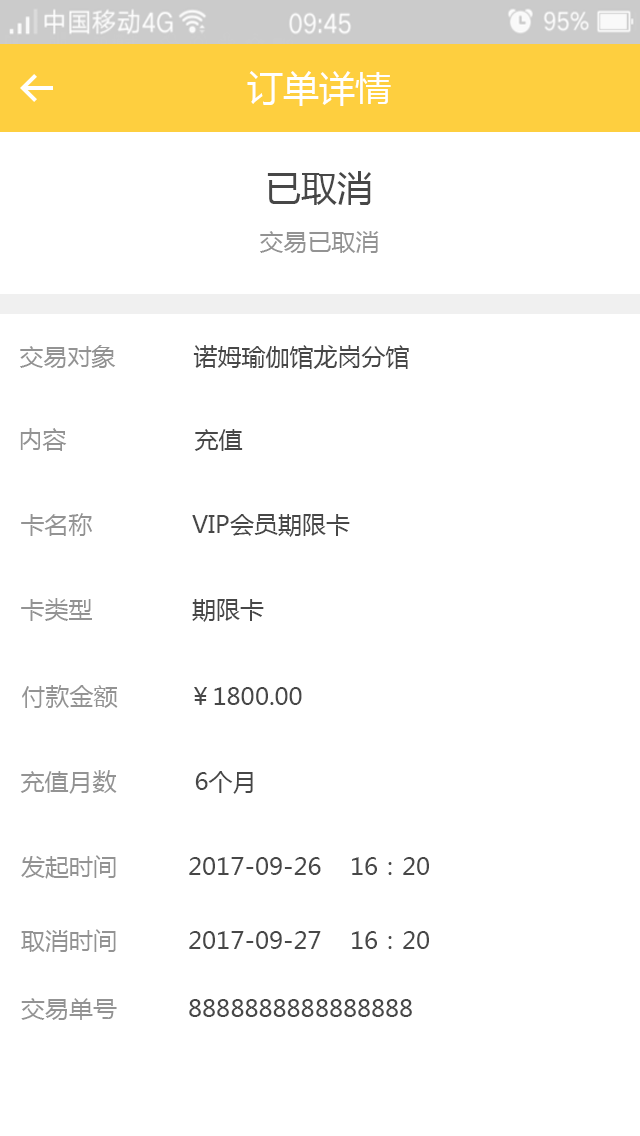 中国移动4G 09:45 95%
订单详情
已取消
交易已取消
交易对象 诺姆瑜伽馆龙岗分馆
内容 充值
卡名称 VIP会员期限卡
卡类型 期限卡
付款金额 ¥1800.00
充值月数 6个月
发起时间 2017-09-26 16：20
取消时间 2017-09-27 16：20
交易单号 8888888888888888